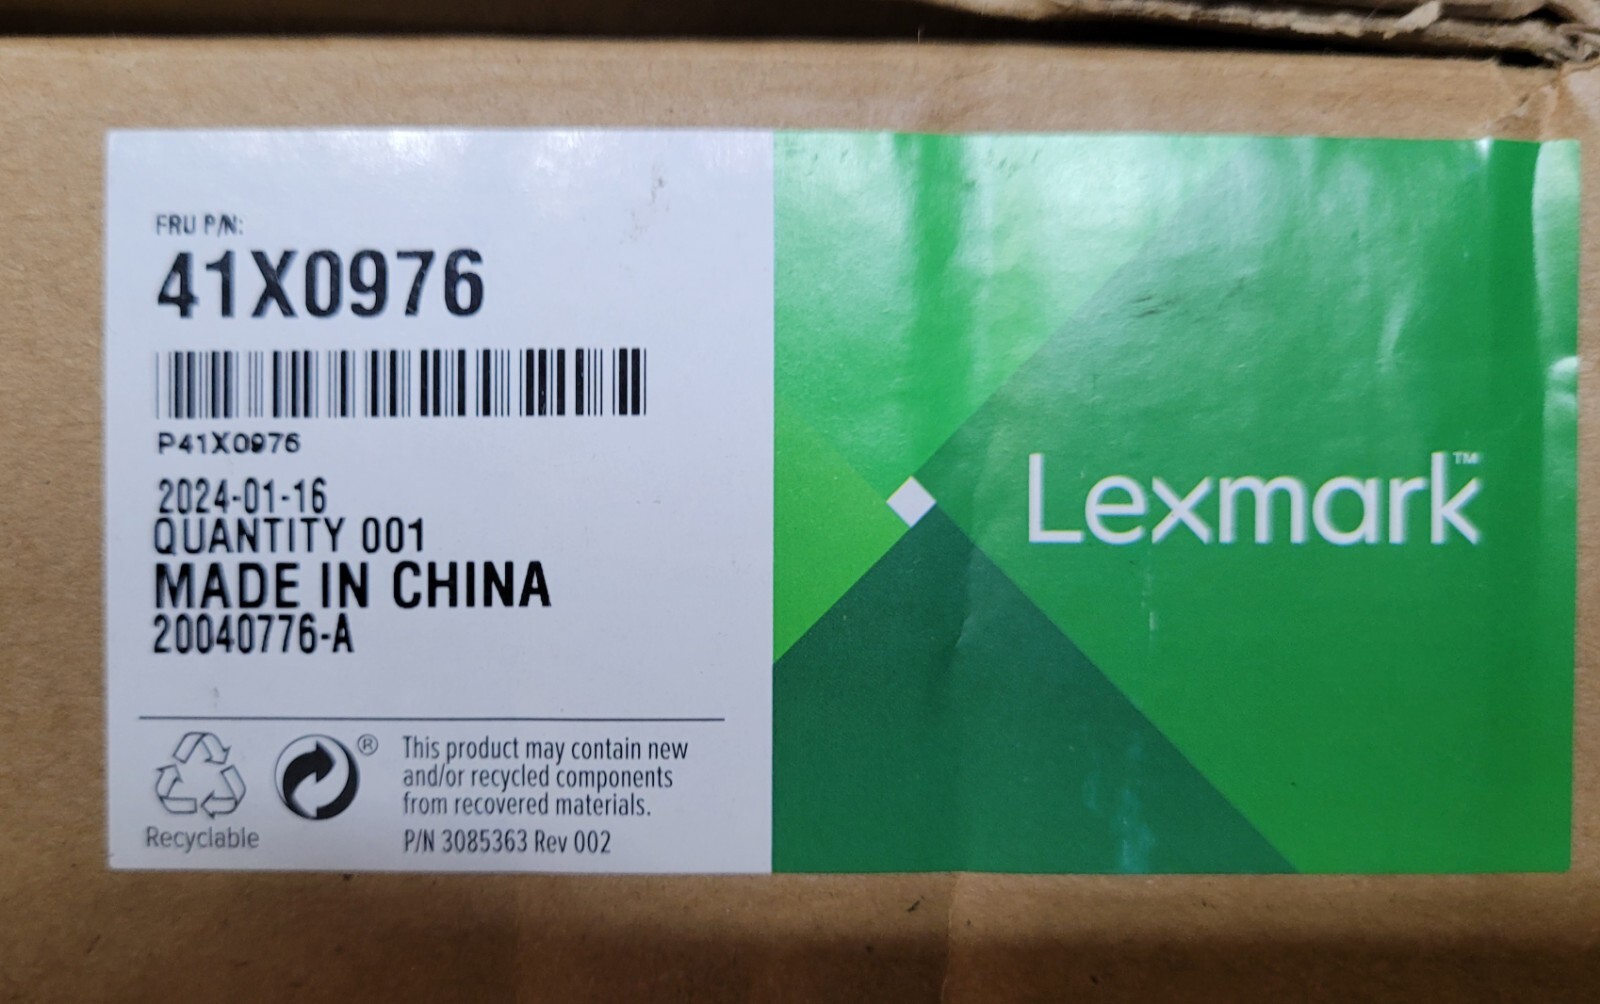 FRU P/N:
41X0976
P41X0976
2024-01-16
QUANTITY 001
MADE IN CHINA
20040776-A
Recyclable
®
This product may contain new
and/or recycled components
from recovered materials.
P/N 3085363 Rev 002
Lexmark™